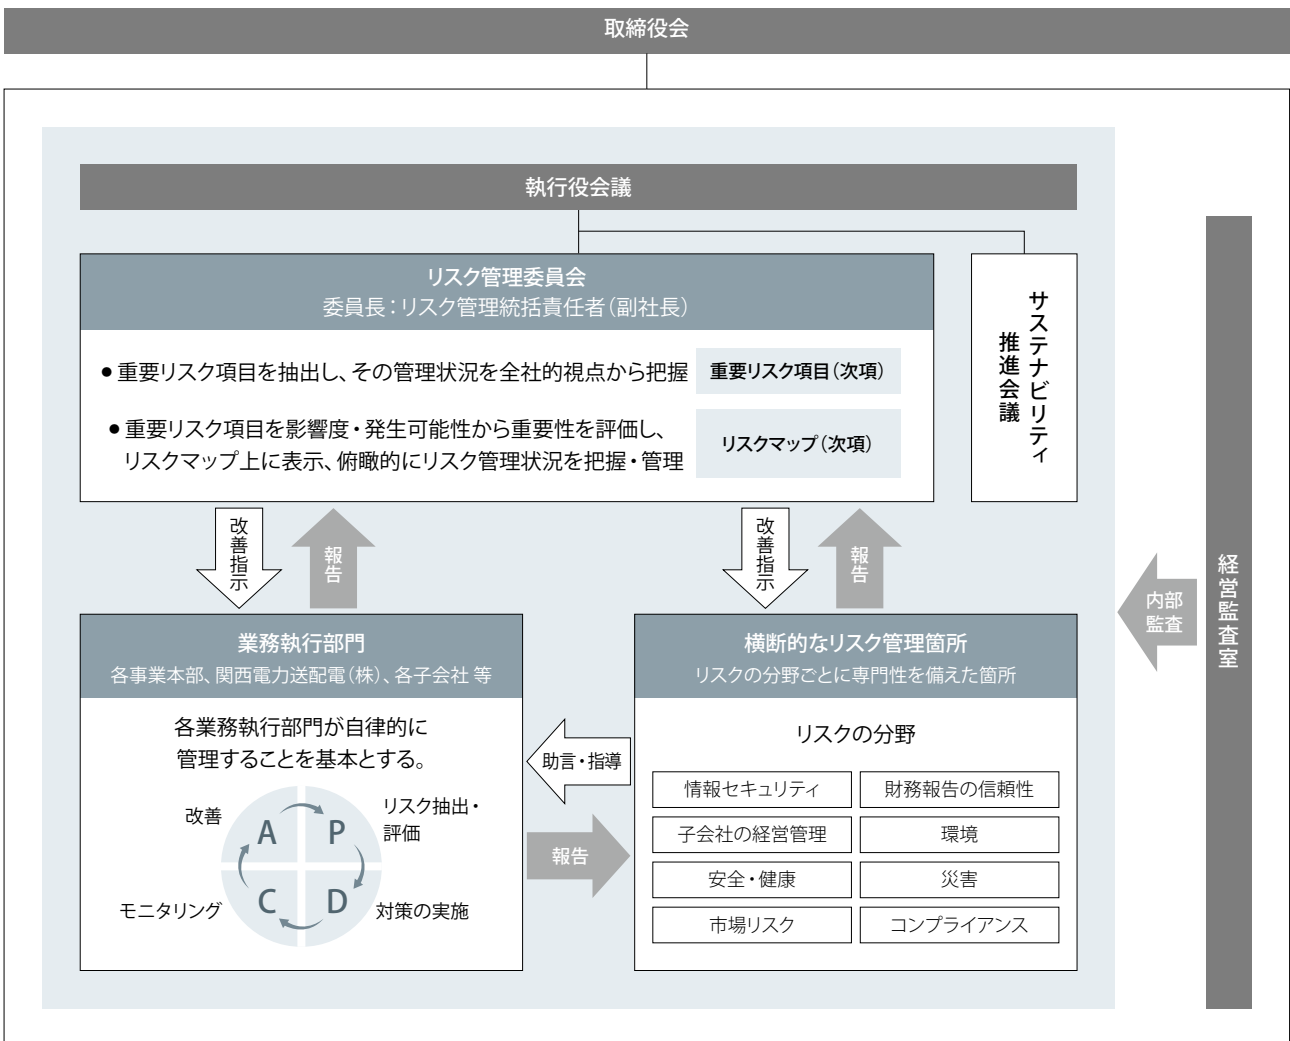 取締役会
執行役会議
リスク管理委員会
委員長：リスク管理統括責任者（副社長）
● 重要リスク項目を抽出し、その管理状況を全社的視点から把握
重要リスク項目（次項）
● 重要リスク項目を影響度・発生可能性から重要性を評価し、
リスクマップ上に表示、俯瞰的にリスク管理状況を把握・管理
リスクマップ（次項）
サステナビリティ
推進会議
改善指示
報告
改善指示
報告
経営監査室
内部
監査
業務執行部門
各事業本部、関西電力送配電（株）、各子会社 等
各業務執行部門が自律的に
管理することを基本とする。
改善
A
P
リスク抽出・
評価
モニタリング
C
D
対策の実施
助言・指導
報告
横断的なリスク管理箇所
リスクの分野ごとに専門性を備えた箇所
リスクの分野
情報セキュリティ
財務報告の信頼性
子会社の経営管理
環境
安全・健康
災害
市場リスク
コンプライアンス